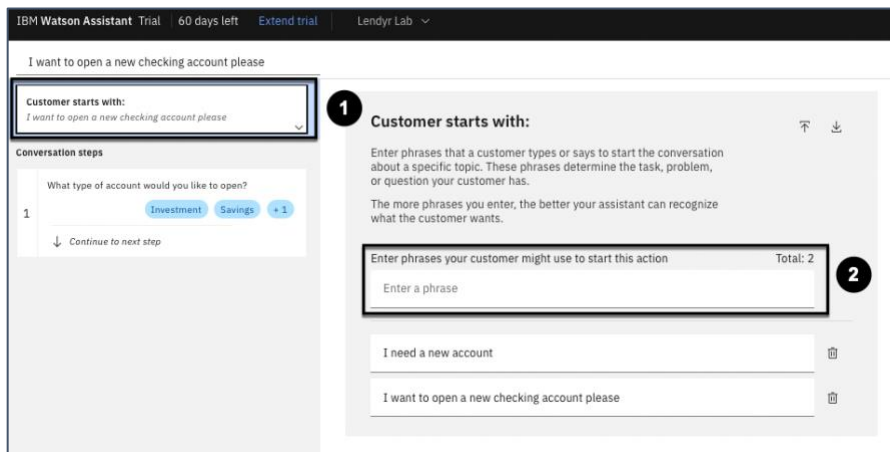 IBM Watson Assistant Trial 60 days left Extend trial Lendyr Lab
I want to open a new checking account please
Customer starts with:
I want to open a new checking account please
Conversation steps
1
What type of account would you like to open?
Investment Savings + 1
Continue to next step
1
Customer starts with:
Enter phrases that a customer types or says to start the conversation
about a specific topic. These phrases determine the task, problem,
or question your customer has.
The more phrases you enter, the better your assistant can recognize
what the customer wants.
Enter phrases your customer might use to start this action Total: 2
Enter a phrase
2
I need a new account
I want to open a new checking account please